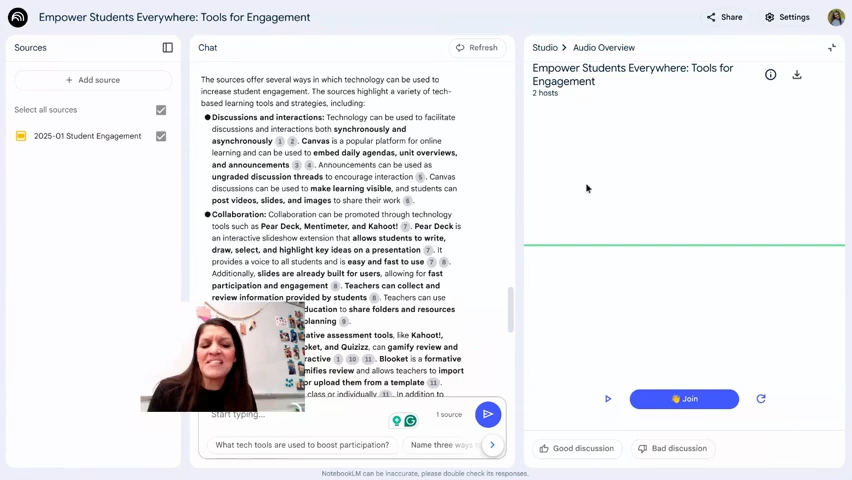 Empower Students Everywhere: Tools for Engagement
Share
Settings
Sources
Add source
Select all sources
2025-01 Student Engagement
Chat
Refresh
The sources offer several ways in which technology can be used to
increase student engagement. The sources highlight a variety of tech-
based learning tools and strategies, including:
Discussions and interactions: Technology can be used to facilitate
discussions and interactions both synchronously and
asynchronously 1 2. Canvas is a popular platform for online
learning and can be used to embed daily agendas, unit overviews,
and announcements 3 4. Announcements can be used as
ungraded discussion threads to encourage interaction 5. Canvas
discussions can be used to make learning visible, and students can
post videos, slides, and images to share their work 6.
Collaboration: Collaboration can be promoted through technology
tools such as Pear Deck, Mentimeter, and Kahoot! 7. Pear Deck is
an interactive slideshow extension that allows students to write,
draw, select, and highlight key ideas on a presentation 7. It
provides a voice to all students and is easy and fast to use 7 8.
Additionally, slides are already built for users, allowing for fast
participation and engagement 8. Teachers can collect and
review information provided by students 8. Teachers can use
ducation to share folders and resources
planning 9.
ative assessment tools, like Kahoot!,
ket, and Quizizz, can gamify review and
ractive 1 10 11. Blooket is a formative
mifies review and allows teachers to import
or upload them from a template 11.
class or individually 11. In addition to
Start typing...
1 source
What tech tools are used to boost participation?
Name three ways
Studio > Audio Overview
Empower Students Everywhere: Tools for
Engagement
2 hosts
Join
Good discussion
Bad discussion
NotebookLM can be inaccurate, please double check its responses.